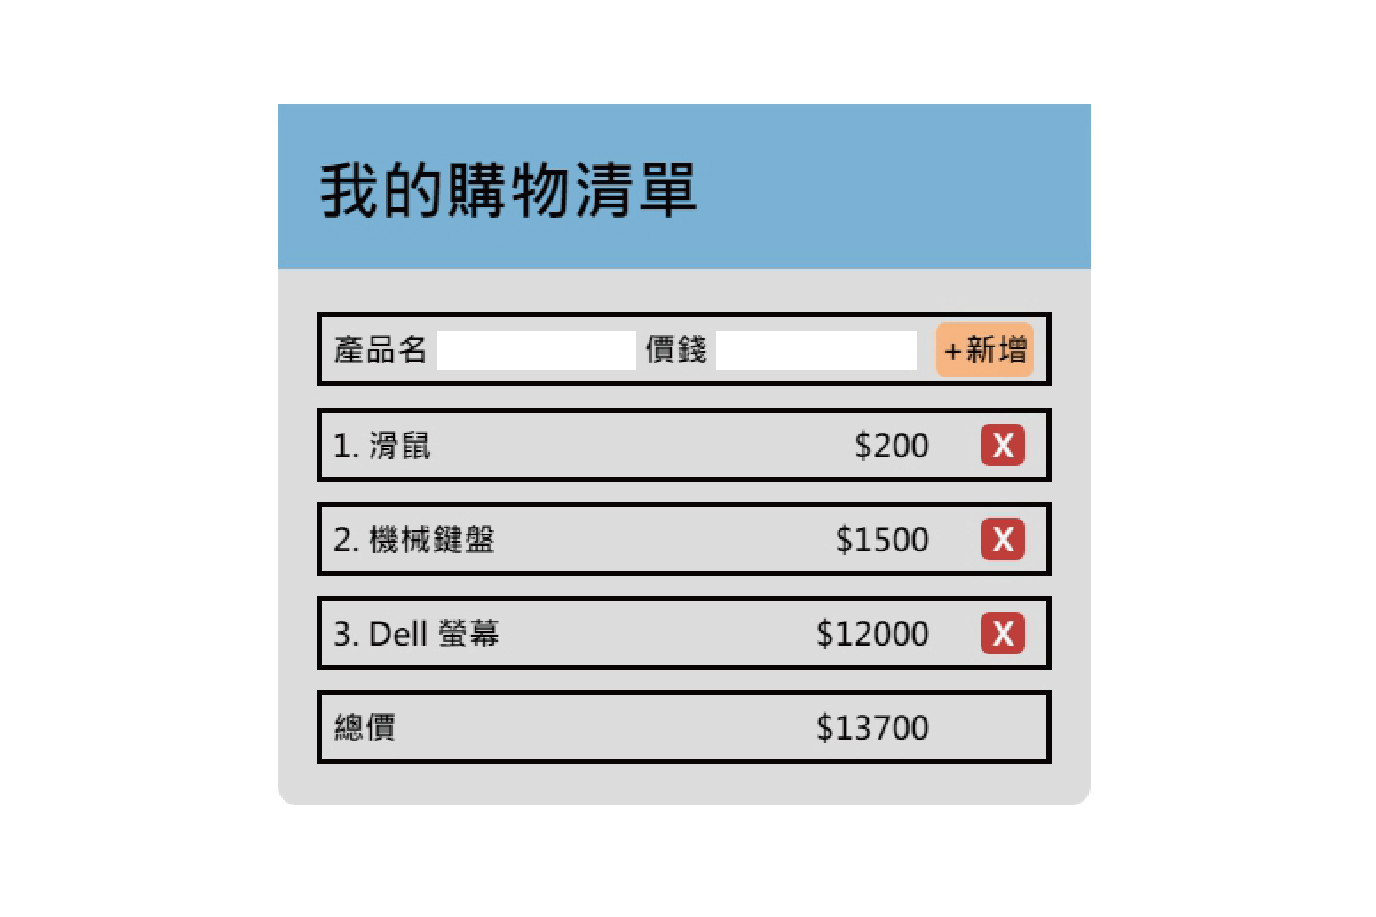 我的購物清單
產品名 價錢 +新增
1. 滑鼠 $200 X
2. 機械鍵盤 $1500 X
3. Dell 螢幕 $12000 X
總價 $13700